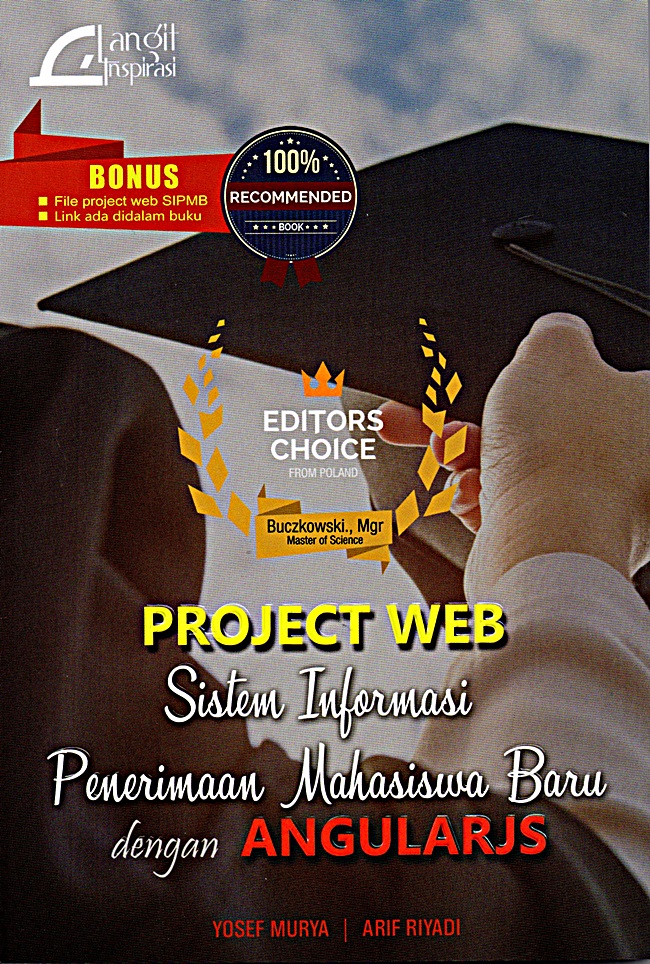 Langit
Inspirasi
BONUS
File project web SIPMB
Link ada didalam buku
100%
RECOMMENDED
BOOK
EDITORS
CHOICE
FROM POLAND
Buczkowski., Mgr
Master of Science
PROJECT WEB
Sistem Informasi
Penerimaan Mahasiswa Baru
dengan ANGULARJS
YOSEF MURYA | ARIF RIYADI